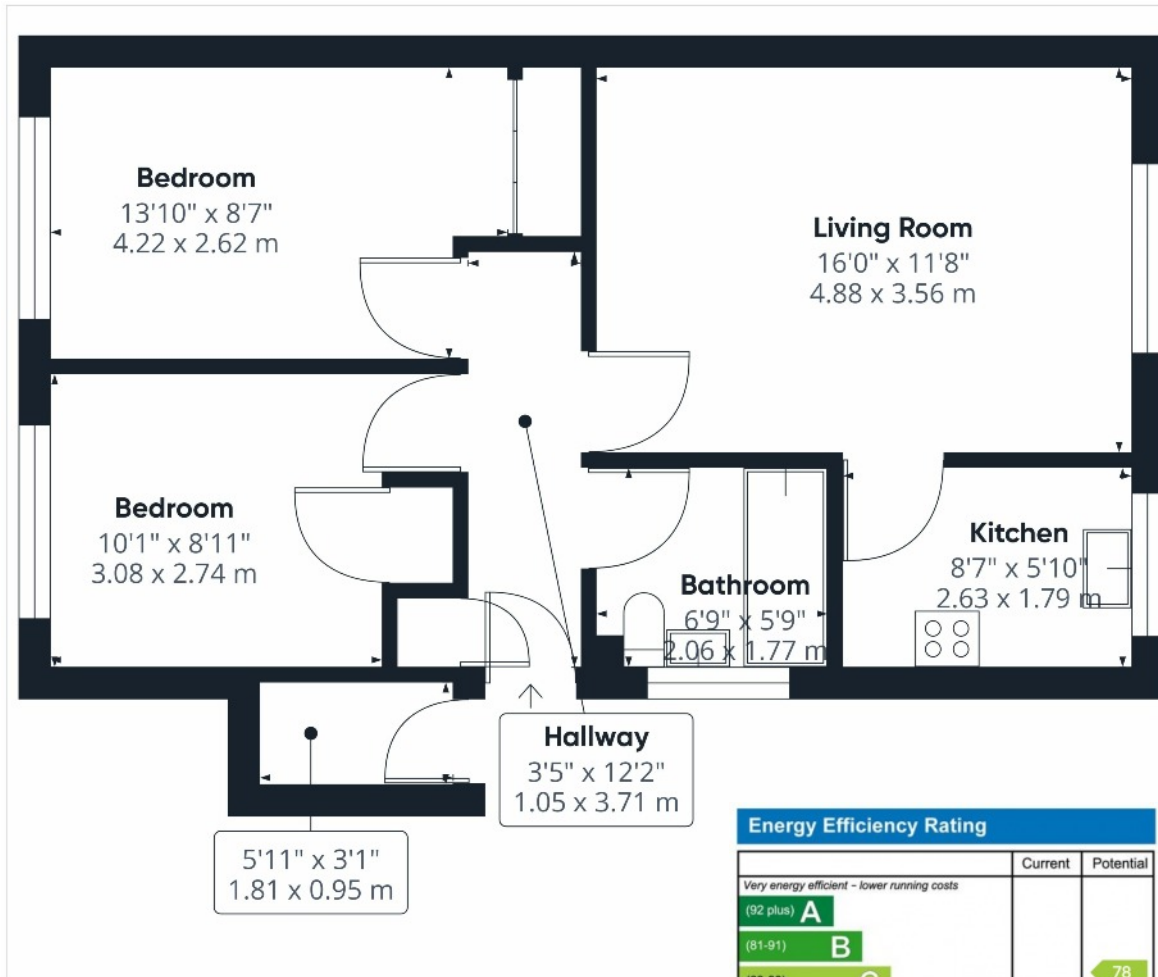 Bedroom
13'10" x 8'7"
4.22 x 2.62 m
Living Room
16'0" x 11'8"
4.88 x 3.56 m
Bedroom
10'1" x 8'11"
3.08 x 2.74 m
Kitchen
8'7" x 5'10"
2.63 x 1.79 m
Bathroom
6'9" x 5'9"
2.06 x 1.77 m
Hallway
3'5" x 12'2"
1.05 x 3.71 m
5'11" x 3'1"
1.81 x 0.95 m
Energy Efficiency Rating
Current Potential
Very energy efficient - lower running costs
(92 plus) A
(81-91) B
78